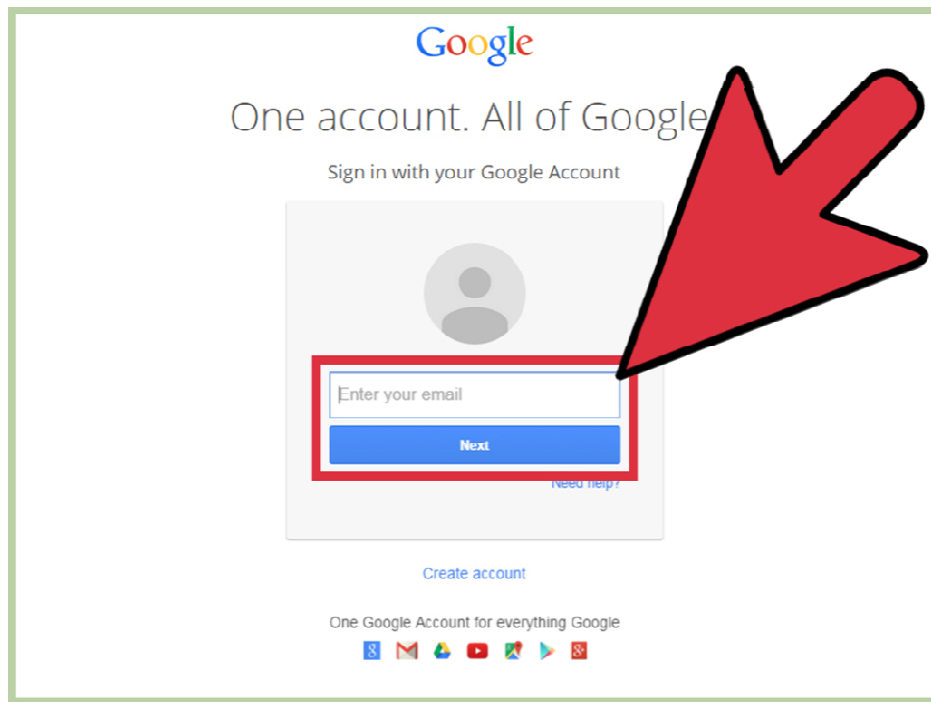 Google
One account. All of Google
Sign in with your Google Account
Enter your email
Next
Need help?
Create account
One Google Account for everything Google